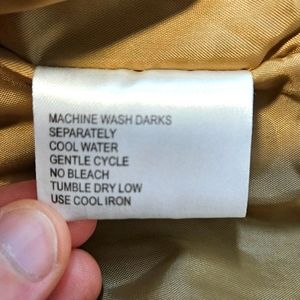 MACHINE WASH DARKS
SEPARATELY
COOL WATER
GENTLE CYCLE
NO BLEACH
TUMBLE DRY LOW
USE COOL IRON